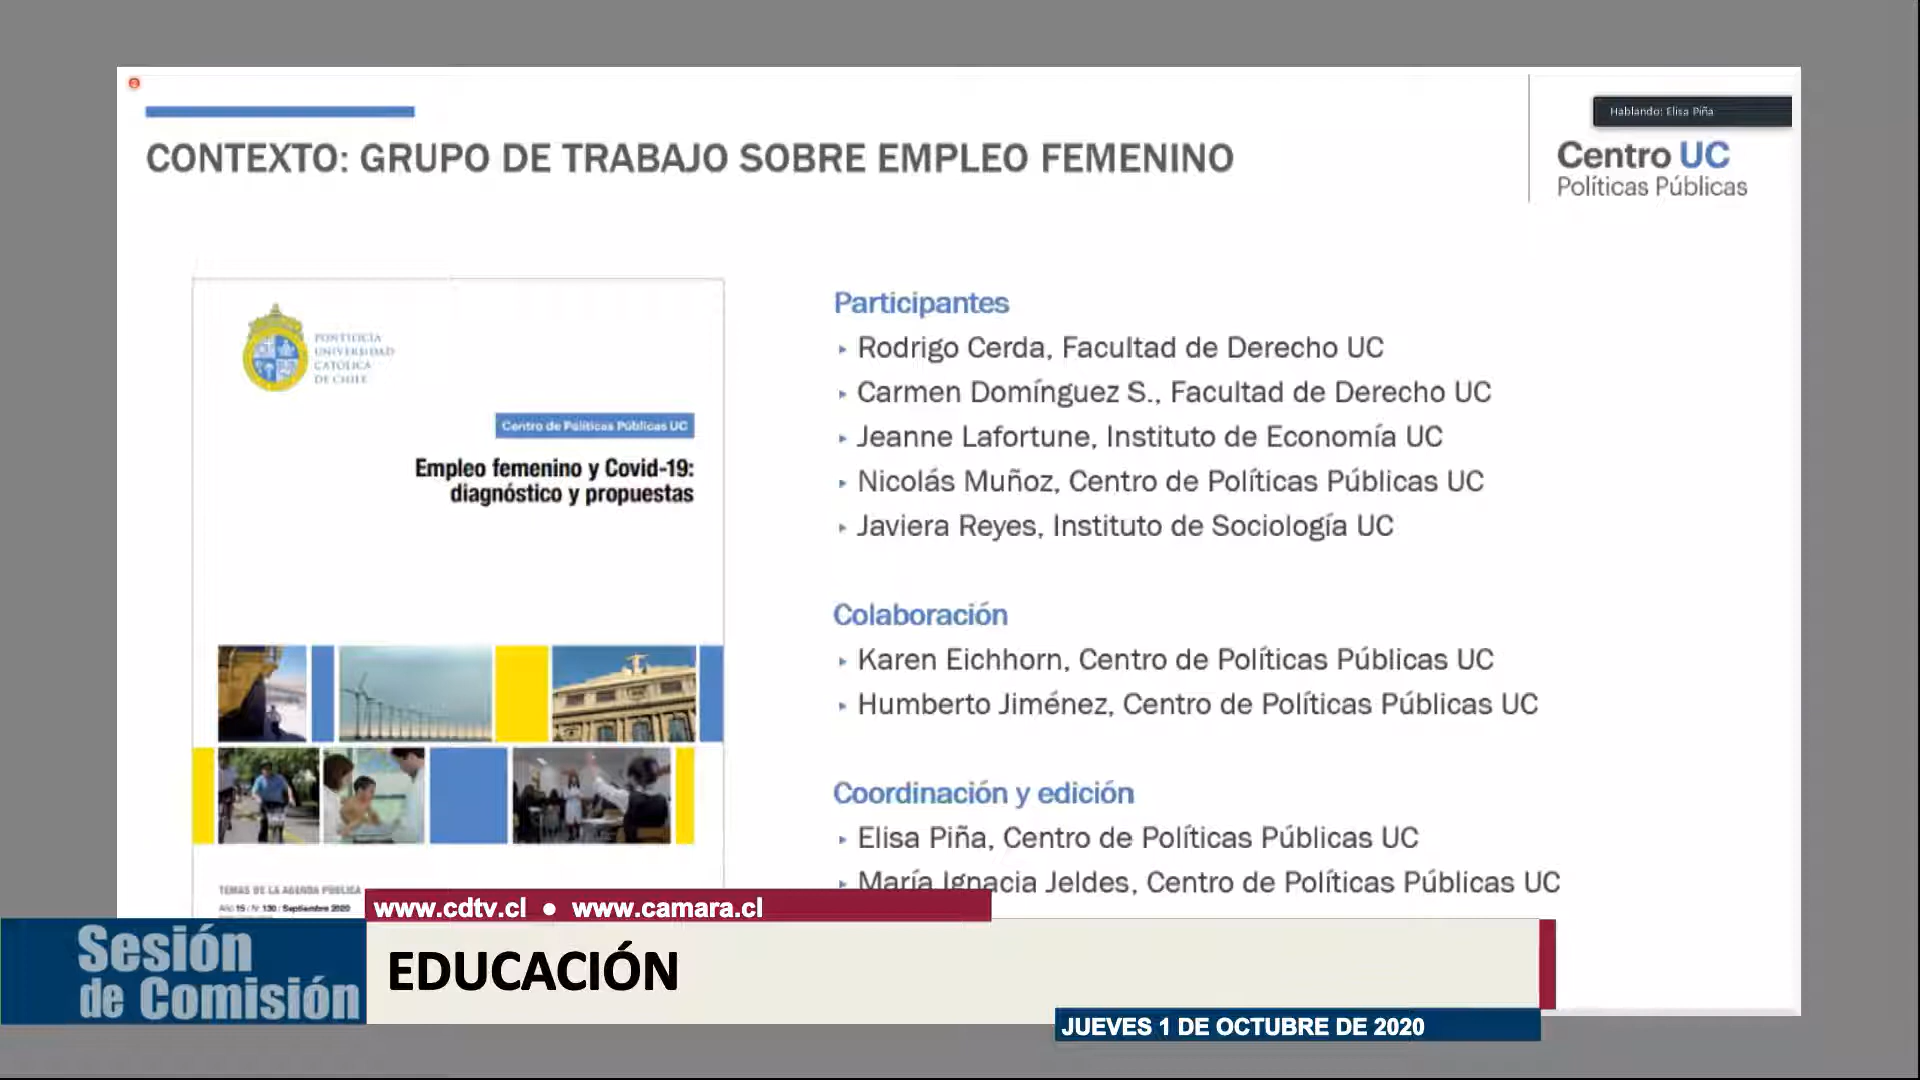 Hablando: Elisa Piña
CONTEXTO: GRUPO DE TRABAJO SOBRE EMPLEO FEMENINO
Centro UC
Políticas Públicas
PONTIFICIA
UNIVERSIDAD
CATÓLICA
DE CHILE
Centro de Políticas Públicas UC
Empleo femenino y Covid-19:
diagnóstico y propuestas
TEMAS DE LA AGENDA PÚBLICA
Año 15 / Nº 130 / Septiembre 2020
Participantes
Rodrigo Cerda, Facultad de Derecho UC
Carmen Domínguez S., Facultad de Derecho UC
Jeanne Lafortune, Instituto de Economía UC
Nicolás Muñoz, Centro de Políticas Públicas UC
Javiera Reyes, Instituto de Sociología UC
Colaboración
Karen Eichhorn, Centro de Políticas Públicas UC
Humberto Jiménez, Centro de Políticas Públicas UC
Coordinación y edición
Elisa Piña, Centro de Políticas Públicas UC
María Ignacia Jeldes, Centro de Políticas Públicas UC
www.cdtv.cl ● www.camara.cl
Sesión
de Comisión
EDUCACIÓN
JUEVES 1 DE OCTUBRE DE 2020